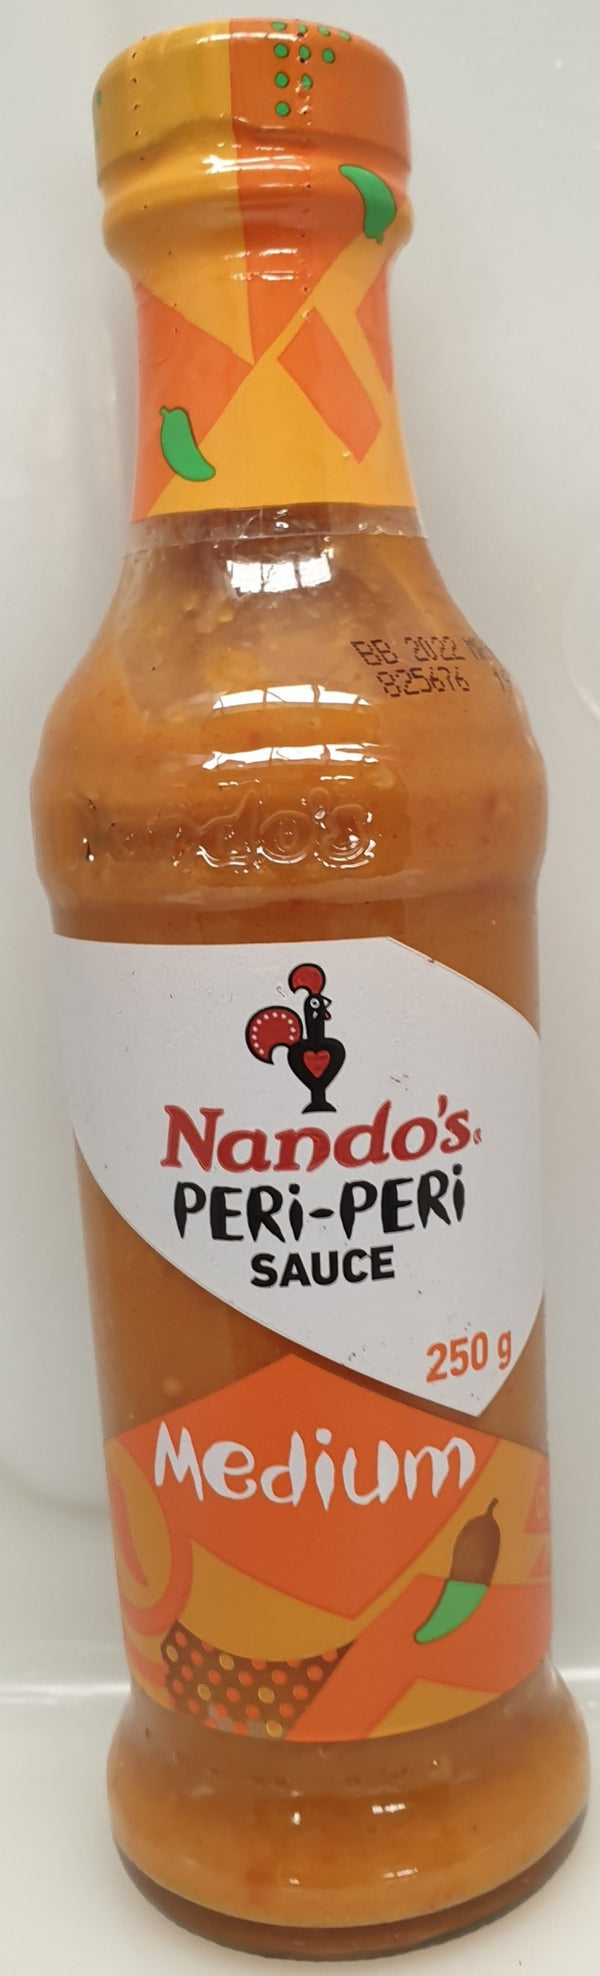 BB 2022
825676
Nando's
Nando's
PERi-PERi
SAUCE
250 g
Medium